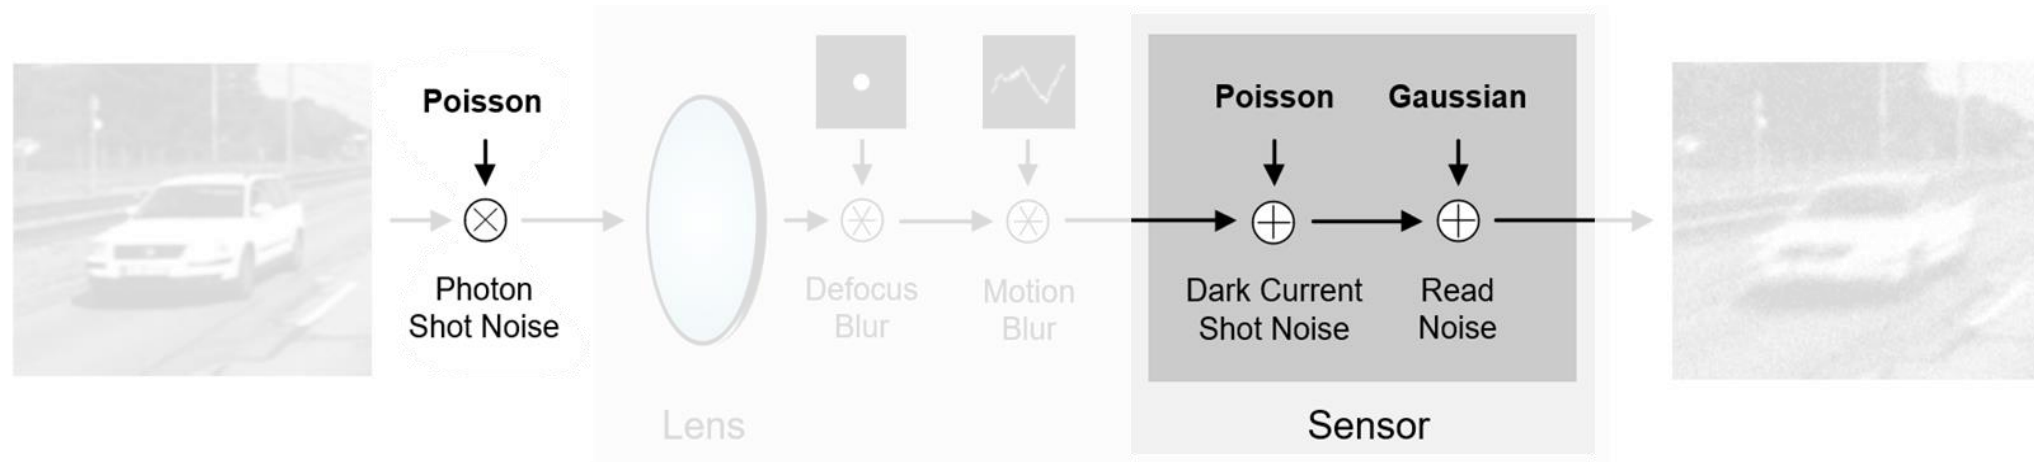 Poisson
Photon
Shot Noise
Lens
Defocus
Blur
Motion
Blur
Poisson
Gaussian
Dark Current
Shot Noise
Read
Noise
Sensor